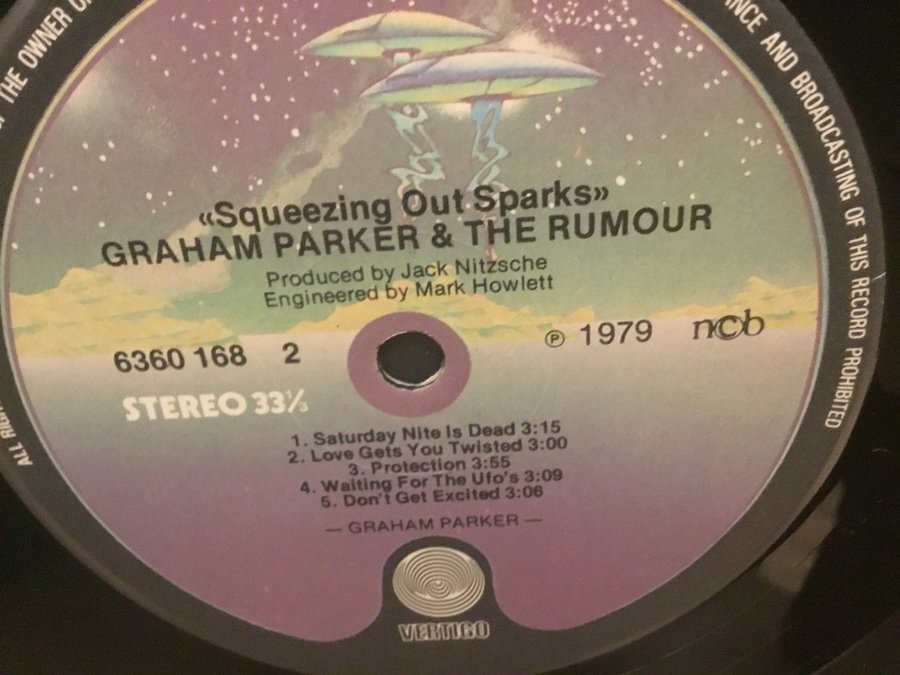 THE OWNER O
NCE AND BROADCASTING OF THIS RECORD PROHIBITED
«Squeezing Out Sparks»
GRAHAM PARKER & THE RUMOUR
Produced by Jack Nitzsche
Engineered by Mark Howlett
6360 168 2
℗ 1979 ncb
STEREO 33⅓
1. Saturday Nite Is Dead 3:15
2. Love Gets You Twisted 3:00
3. Protection 3:55
4. Waiting For The Ufo's 3:09
5. Don't Get Excited 3:06
— GRAHAM PARKER —
VERTIGO
ALL RIG